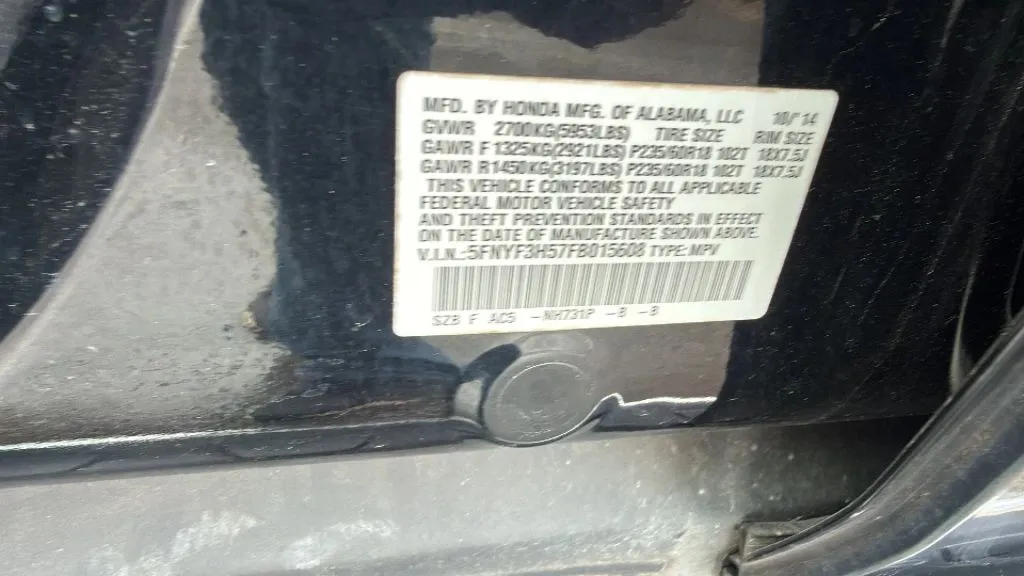 MFD. BY HONDA MFG. OF ALABAMA, LLC 10/'14
GVWR 2700KG(5953LBS) TIRE SIZE RIM SIZE
GAWR F 1325KG(2921LBS) P235/60R18 102T 18X7.5J
GAWR R1450KG(3197LBS) P235/60R18 102T 18X7.5J
THIS VEHICLE CONFORMS TO ALL APPLICABLE
FEDERAL MOTOR VEHICLE SAFETY
AND THEFT PREVENTION STANDARDS IN EFFECT
ON THE DATE OF MANUFACTURE SHOWN ABOVE.
V.I.N.:5FNYF3H57FB015608 TYPE:MPV
SZB F AC5 -NH731P -B -B